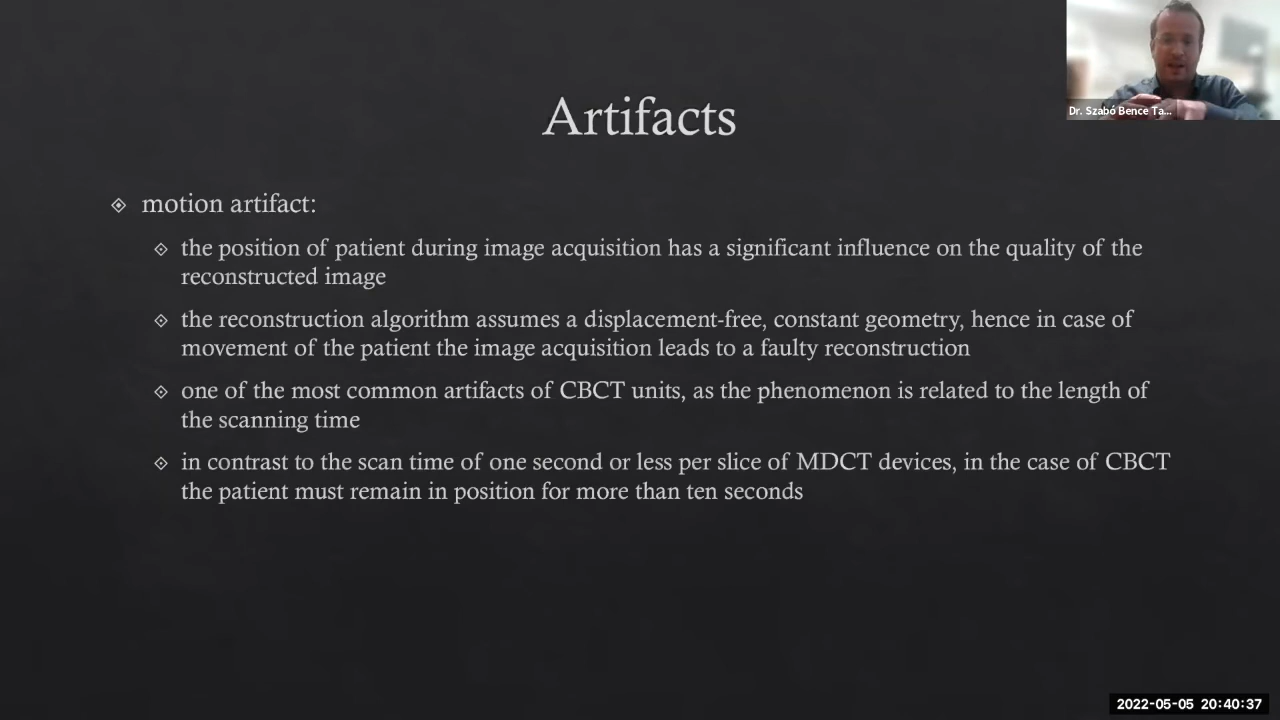 Artifacts
Dr. Szabó Bence Ta...
motion artifact:
the position of patient during image acquisition has a significant influence on the quality of the
reconstructed image
the reconstruction algorithm assumes a displacement-free, constant geometry, hence in case of
movement of the patient the image acquisition leads to a faulty reconstruction
one of the most common artifacts of CBCT units, as the phenomenon is related to the length of
the scanning time
in contrast to the scan time of one second or less per slice of MDCT devices, in the case of CBCT
the patient must remain in position for more than ten seconds
2022-05-05 20:40:37